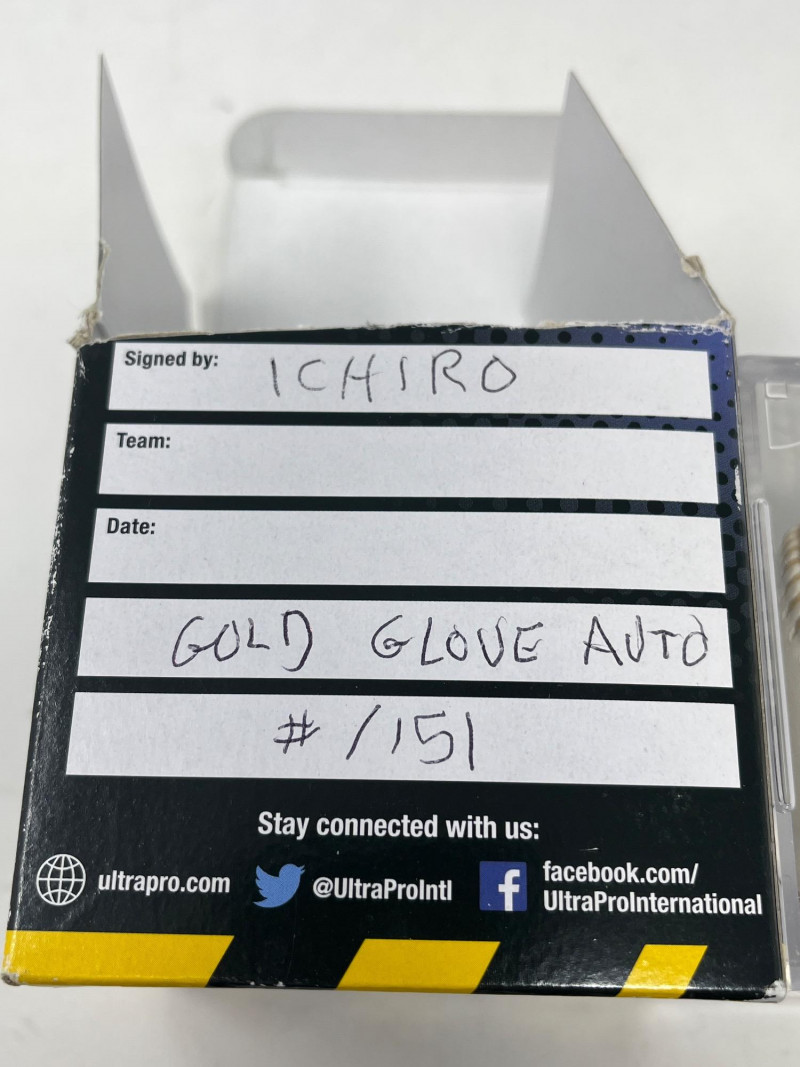 Signed by: ICHIRO
Team:
Date:
GOLD GLOVE AUTO
# /151
Stay connected with us:
ultrapro.com @UltraProIntl facebook.com/
UltraProInternational